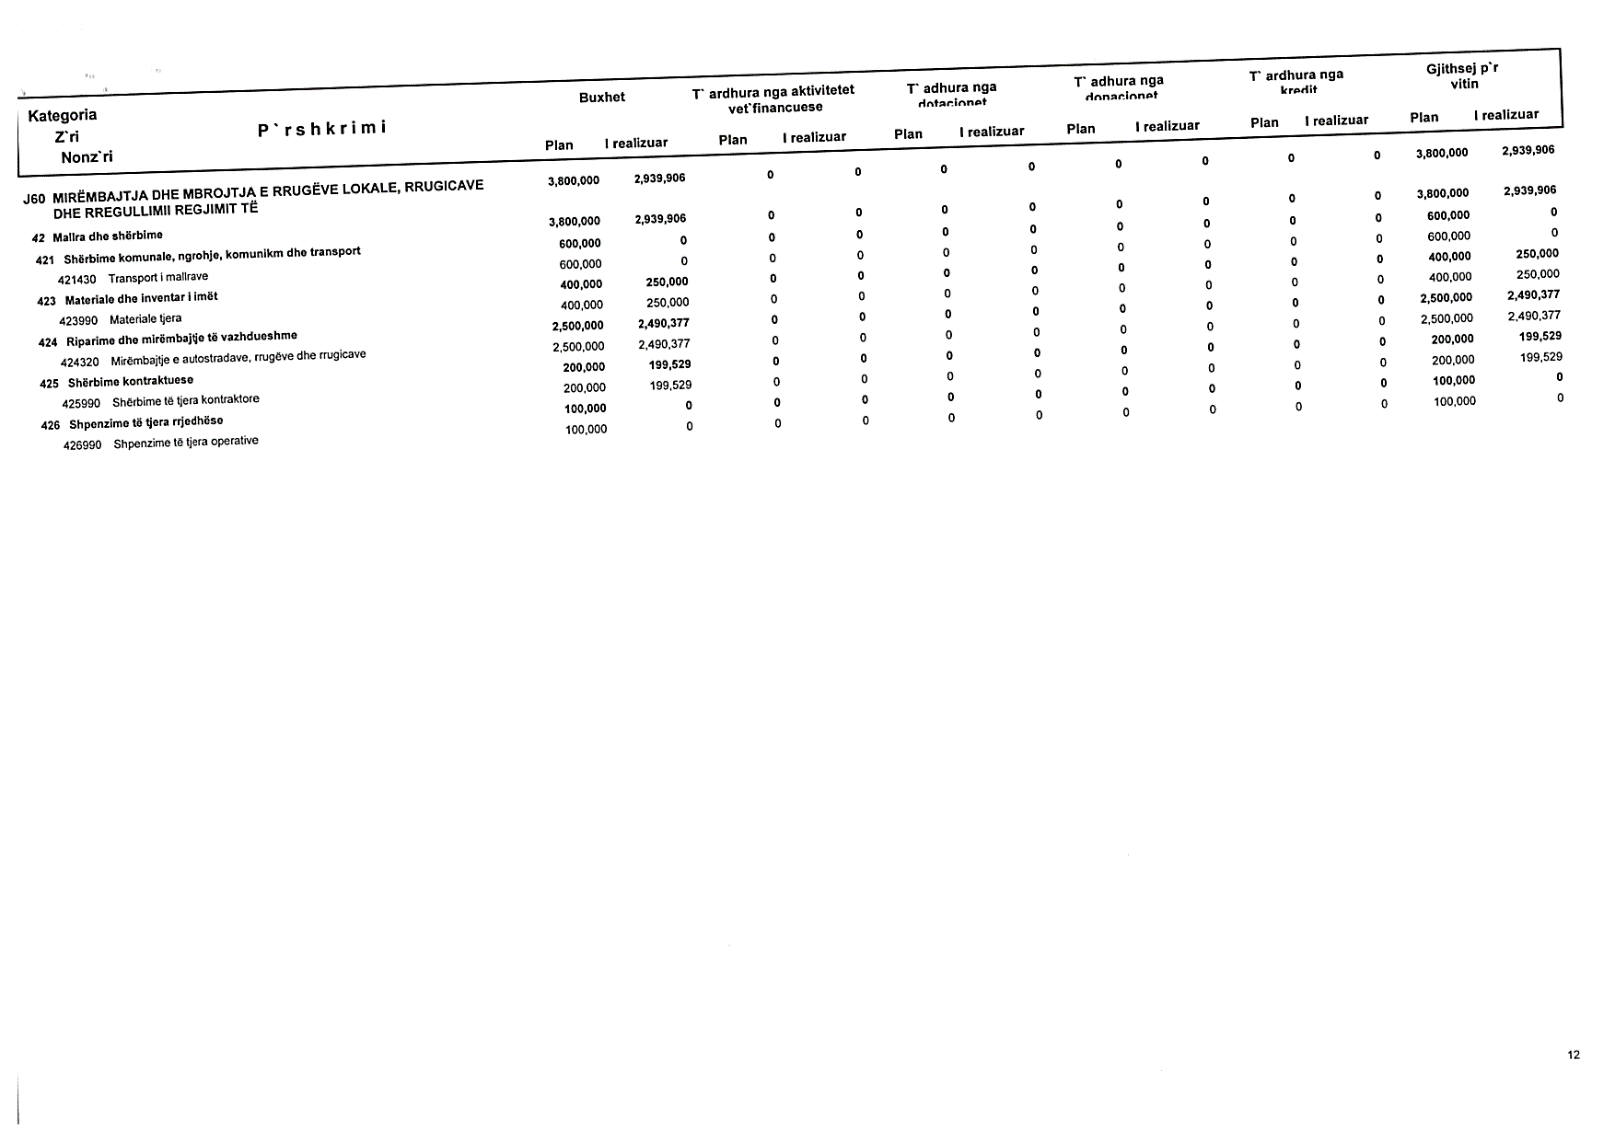 Kategoria
Z`ri
Nonz`ri
P`rshkrimi
Buxhet
T` ardhura nga aktivitetet
vet`financuese
T` adhura nga
dotacionet
T` adhura nga
donacionet
T` ardhura nga
kredit
Gjithsej p`r
vitin
Plan I realizuar Plan I realizuar Plan I realizuar Plan I realizuar Plan I realizuar Plan I realizuar
J60 MIRËMBAJTJA DHE MBROJTJA E RRUGËVE LOKALE, RRUGICAVE 3,800,000 2,939,906 0 0 0 0 0 0 0 0 3,800,000 2,939,906
DHE RREGULLIMII REGJIMIT TË
42 Mallra dhe shërbime 3,800,000 2,939,906 0 0 0 0 0 0 0 0 3,800,000 2,939,906
421 Shërbime komunale, ngrohje, komunikm dhe transport 600,000 0 0 0 0 0 0 0 0 0 600,000 0
421430 Transport i mallrave 600,000 0 0 0 0 0 0 0 0 0 600,000 0
423 Materiale dhe inventar i imët 400,000 250,000 0 0 0 0 0 0 0 0 400,000 250,000
423990 Materiale tjera 400,000 250,000 0 0 0 0 0 0 0 0 400,000 250,000
424 Riparime dhe mirëmbajtje të vazhdueshme 2,500,000 2,490,377 0 0 0 0 0 0 0 0 2,500,000 2,490,377
424320 Mirëmbajtje e autostradave, rrugëve dhe rrugicave 2,500,000 2,490,377 0 0 0 0 0 0 0 0 2,500,000 2,490,377
425 Shërbime kontraktuese 200,000 199,529 0 0 0 0 0 0 0 0 200,000 199,529
425990 Shërbime të tjera kontraktore 200,000 199,529 0 0 0 0 0 0 0 0 200,000 199,529
426 Shpenzime të tjera rrjedhëse 100,000 0 0 0 0 0 0 0 0 0 100,000 0
426990 Shpenzime të tjera operative 100,000 0 0 0 0 0 0 0 0 0 100,000 0
12